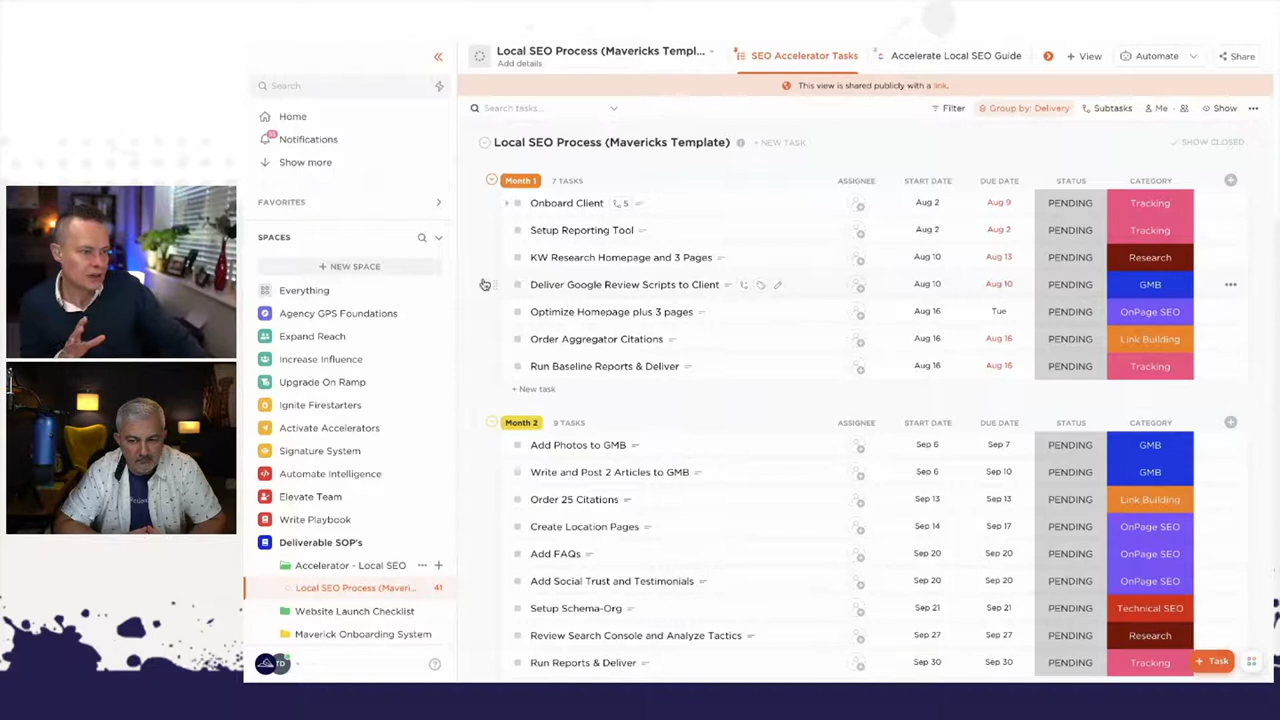 Local SEO Process (Mavericks Templ...
Add details
SEO Accelerator Tasks
Accelerate Local SEO Guide
+ View
Automate
Share
This view is shared publicly with a link.
Search
Home
55
Notifications
Show more
FAVORITES
SPACES
+ NEW SPACE
Everything
Agency GPS Foundations
Expand Reach
Increase Influence
Upgrade On Ramp
Ignite Firestarters
Activate Accelerators
Signature System
Automate Intelligence
Elevate Team
Write Playbook
Deliverable SOP's
Accelerator - Local SEO
Local SEO Process (Maveri... 41
Website Launch Checklist
Maverick Onboarding System
TD
Search tasks...
Filter
Group by: Delivery
Subtasks
Me
Show
Local SEO Process (Mavericks Template) + NEW TASK
SHOW CLOSED
Month 1 7 TASKS ASSIGNEE START DATE DUE DATE STATUS CATEGORY
Onboard Client 5 Aug 2 Aug 9 PENDING Tracking
Setup Reporting Tool Aug 2 Aug 2 PENDING Tracking
KW Research Homepage and 3 Pages Aug 10 Aug 13 PENDING Research
Deliver Google Review Scripts to Client Aug 10 Aug 10 PENDING GMB
Optimize Homepage plus 3 pages Aug 16 Tue PENDING OnPage SEO
Order Aggregator Citations Aug 16 Aug 16 PENDING Link Building
Run Baseline Reports & Deliver Aug 16 Aug 16 PENDING Tracking
+ New task
Month 2 9 TASKS ASSIGNEE START DATE DUE DATE STATUS CATEGORY
Add Photos to GMB Sep 6 Sep 7 PENDING GMB
Write and Post 2 Articles to GMB Sep 6 Sep 10 PENDING GMB
Order 25 Citations Sep 13 Sep 13 PENDING Link Building
Create Location Pages Sep 14 Sep 17 PENDING OnPage SEO
Add FAQs Sep 20 Sep 20 PENDING OnPage SEO
Add Social Trust and Testimonials Sep 20 Sep 20 PENDING OnPage SEO
Setup Schema-Org Sep 21 Sep 21 PENDING Technical SEO
Review Search Console and Analyze Tactics Sep 27 Sep 27 PENDING Research
Run Reports & Deliver Sep 30 Sep 30 PENDING Tracking
+ Task